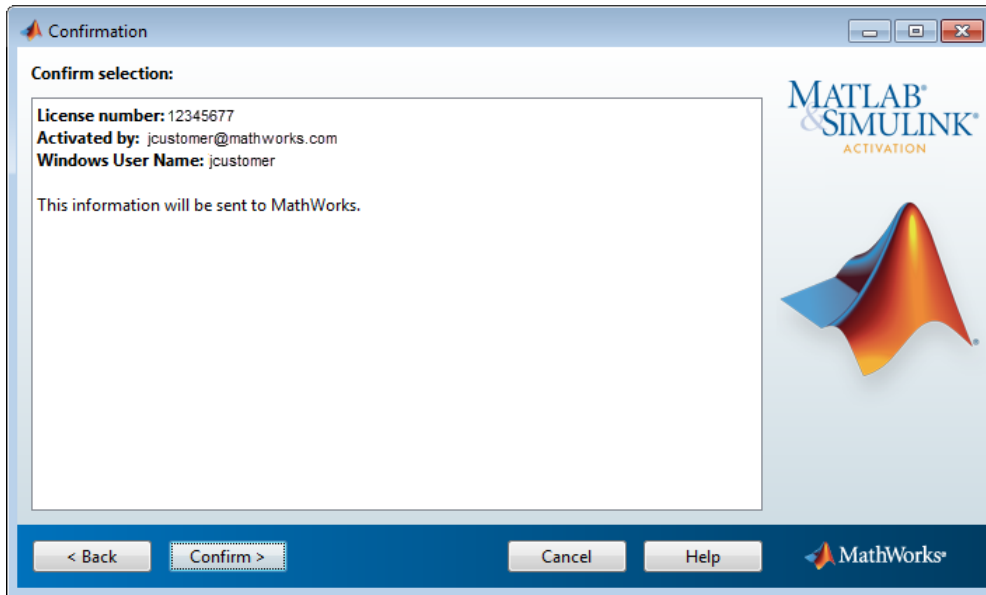 Confirmation
Confirm selection:
License number: 12345677
Activated by: jcustomer@mathworks.com
Windows User Name: jcustomer
This information will be sent to MathWorks.
MATLAB®
&SIMULINK®
ACTIVATION
®
< Back
Confirm >
Cancel
Help
MathWorks®